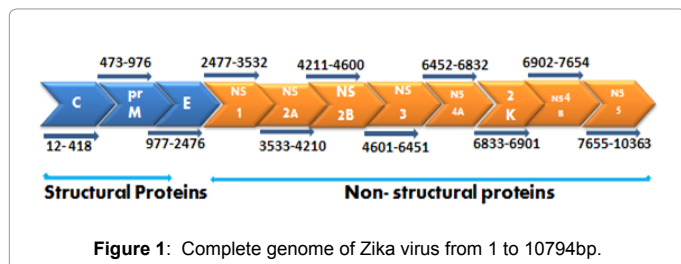 473-976 2477-3532 4211-4600 6452-6832 6902-7654
C pr M E NS 1 NS 2A NS 2B NS 3 NS 4A 2 K NS4 B NS 5
12- 418 977-2476 3533-4210 4601-6451 6833-6901 7655-10363
Structural Proteins Non- structural proteins
Figure 1: Complete genome of Zika virus from 1 to 10794bp.